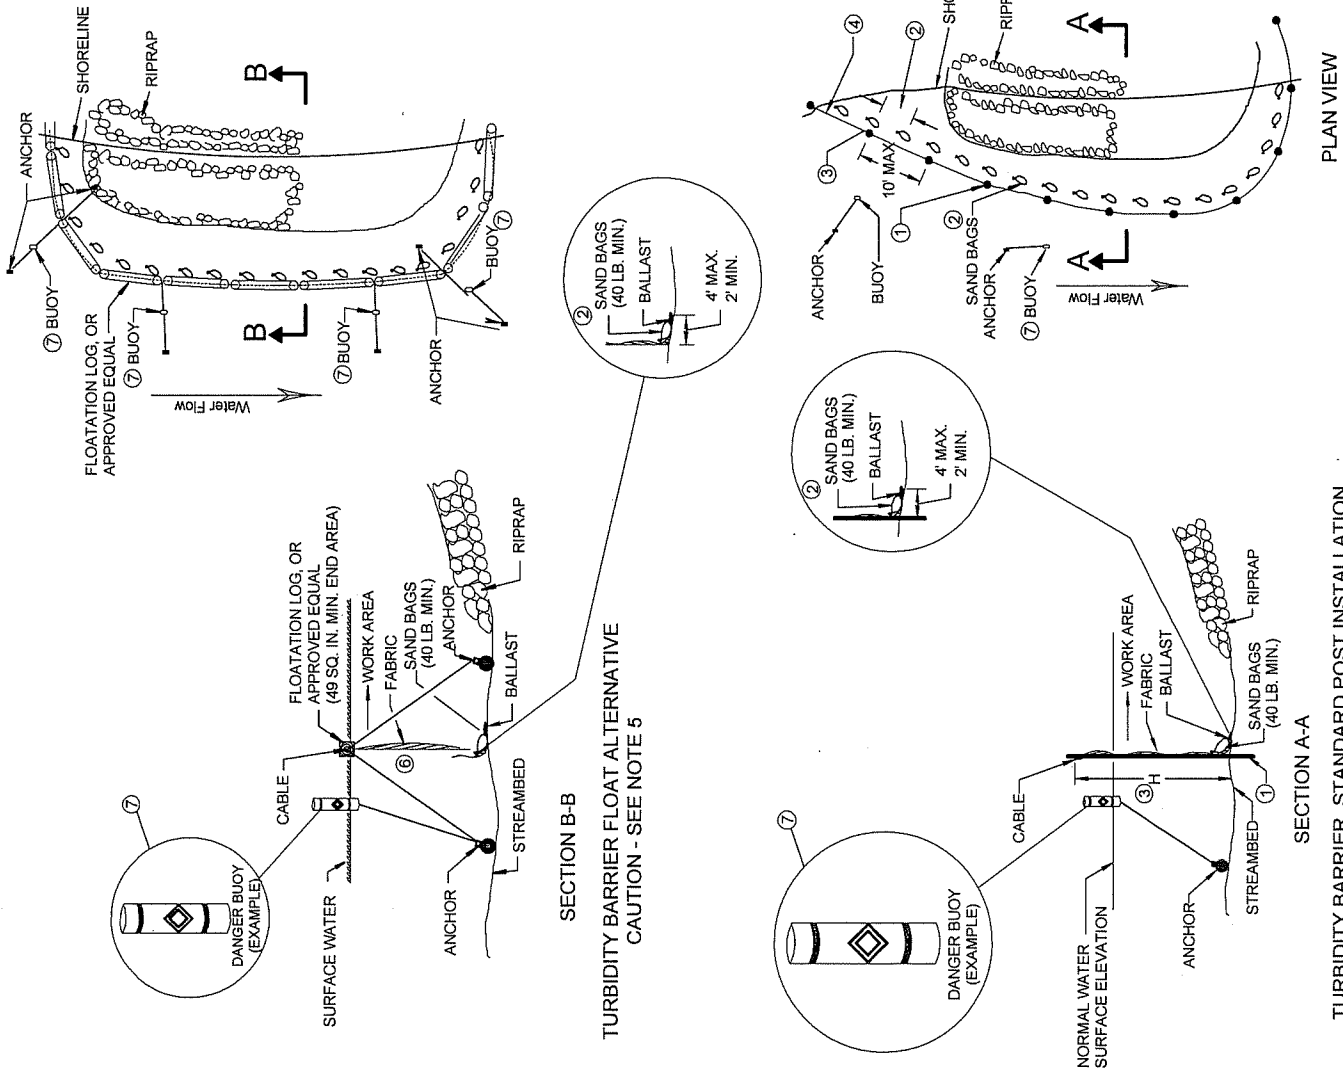 ANCHOR
SHORELINE
RIPRAP
B
B
7 BUOY
FLOATATION LOG, OR
APPROVED EQUAL
7 BUOY
7 BUOY
BUOY 7
ANCHOR
Water Flow
2
SAND BAGS
(40 LB. MIN.)
BALLAST
4' MAX.
2' MIN.
7
DANGER BUOY
(EXAMPLE)
SURFACE WATER
CABLE
FLOATATION LOG, OR
APPROVED EQUAL
(49 SQ. IN. MIN. END AREA)
WORK AREA
FABRIC
SAND BAGS
(40 LB. MIN.)
ANCHOR
6
RIPRAP
BALLAST
ANCHOR
STREAMBED
SECTION B-B
TURBIDITY BARRIER FLOAT ALTERNATIVE
CAUTION - SEE NOTE 5
4
2
3
10' MAX
1
SAND BAGS
2
ANCHOR
BUOY
ANCHOR
7 BUOY
A
A
Water Flow
PLAN VIEW
2
SAND BAGS
(40 LB. MIN.)
BALLAST
4' MAX.
2' MIN.
7
DANGER BUOY
(EXAMPLE)
NORMAL WATER
SURFACE ELEVATION
CABLE
WORK AREA
FABRIC
BALLAST
3 H
1
RIPRAP
SAND BAGS
(40 LB. MIN.)
ANCHOR
STREAMBED
SECTION A-A
TURBIDITY BARRIER, STANDARD POST INSTALLATION